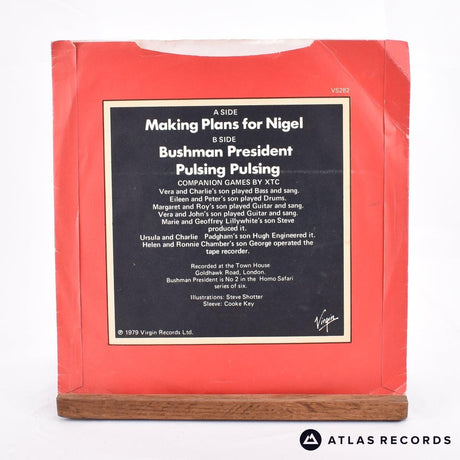 VS282
A SIDE
Making Plans for Nigel
B SIDE
Bushman President
Pulsing Pulsing
COMPANION GAMES BY XTC
Vera and Charlie's son played Bass and sang.
Eileen and Peter's son played Drums.
Margaret and Roy's son played Guitar and sang.
Vera and John's son played Guitar and sang.
Marie and Geoffrey Lillywhite's son Steve
produced it.
Ursula and Charlie Padgham's son Hugh Engineered it.
Helen and Ronnie Chamber's son George operated the
tape recorder.
Recorded at the Town House
Goldhawk Road, London.
Bushman President is No 2 in the Homo Safari
series of six.
Illustrations: Steve Shotter
Sleeve: Cooke Key
Virgin
℗ 1979 Virgin Records Ltd.
ATLAS RECORDS